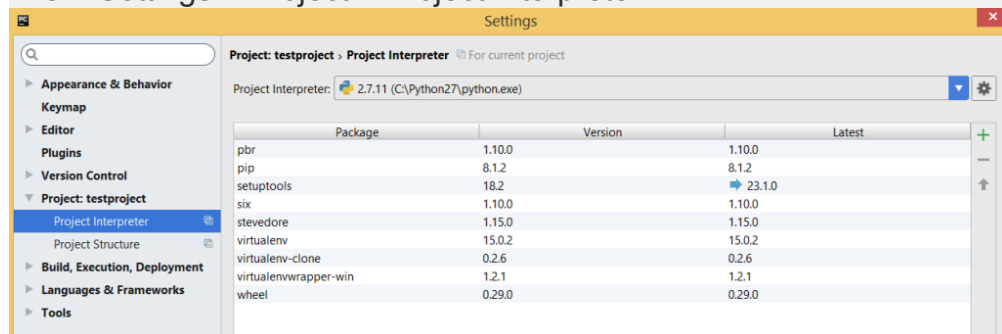 Settings
Project: testproject › Project Interpreter For current project
Appearance & Behavior
Keymap
Editor
Plugins
Version Control
Project: testproject
Project Interpreter
Project Structure
Build, Execution, Deployment
Languages & Frameworks
Tools
Project Interpreter: 2.7.11 (C:\Python27\python.exe)
Package Version Latest
pbr 1.10.0 1.10.0
pip 8.1.2 8.1.2
setuptools 18.2 23.1.0
six 1.10.0 1.10.0
stevedore 1.15.0 1.15.0
virtualenv 15.0.2 15.0.2
virtualenv-clone 0.2.6 0.2.6
virtualenvwrapper-win 1.2.1 1.2.1
wheel 0.29.0 0.29.0